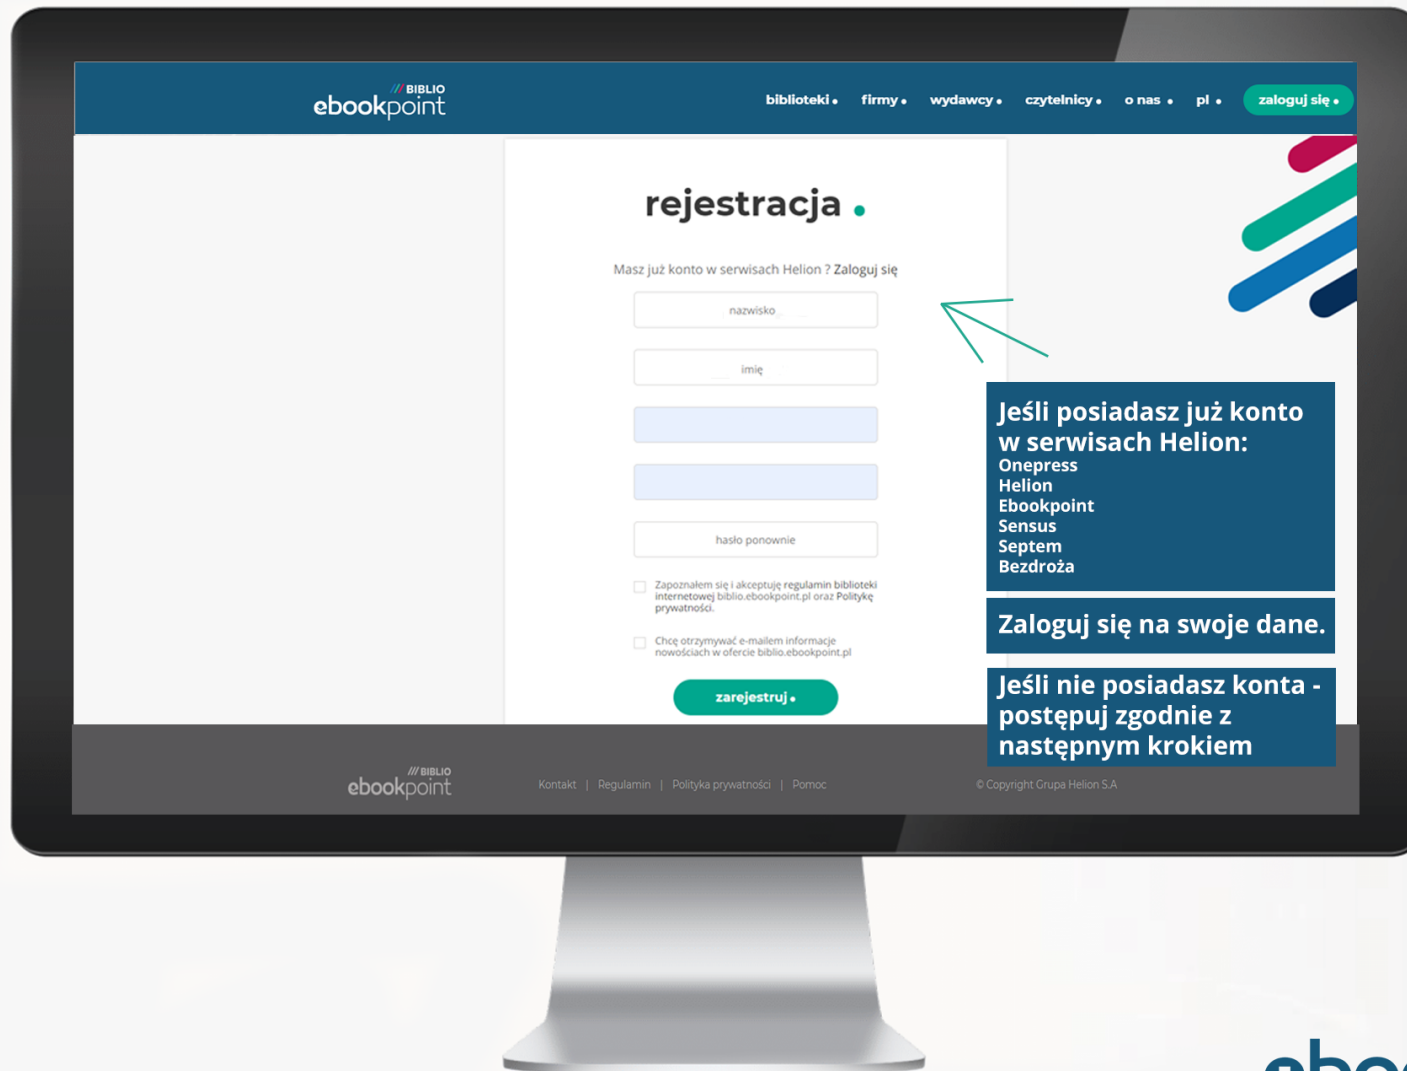 /// BIBLIO
ebookpoint
biblioteki • firmy • wydawcy • czytelnicy • o nas • pl • zaloguj się •
rejestracja •
Masz już konto w serwisach Helion ? Zaloguj się
nazwisko
imię
hasło ponownie
Zapoznałem się i akceptuję regulamin biblioteki
internetowej biblio.ebookpoint.pl oraz Politykę
prywatności.
Chcę otrzymywać e-mailem informacje
nowościach w ofercie biblio.ebookpoint.pl
zarejestruj •
Jeśli posiadasz już konto
w serwisach Helion:
Onepress
Helion
Ebookpoint
Sensus
Septem
Bezdroża
Zaloguj się na swoje dane.
Jeśli nie posiadasz konta -
postępuj zgodnie z
następnym krokiem
/// BIBLIO
ebookpoint
Kontakt | Regulamin | Polityka prywatności | Pomoc
© Copyright Grupa Helion S.A